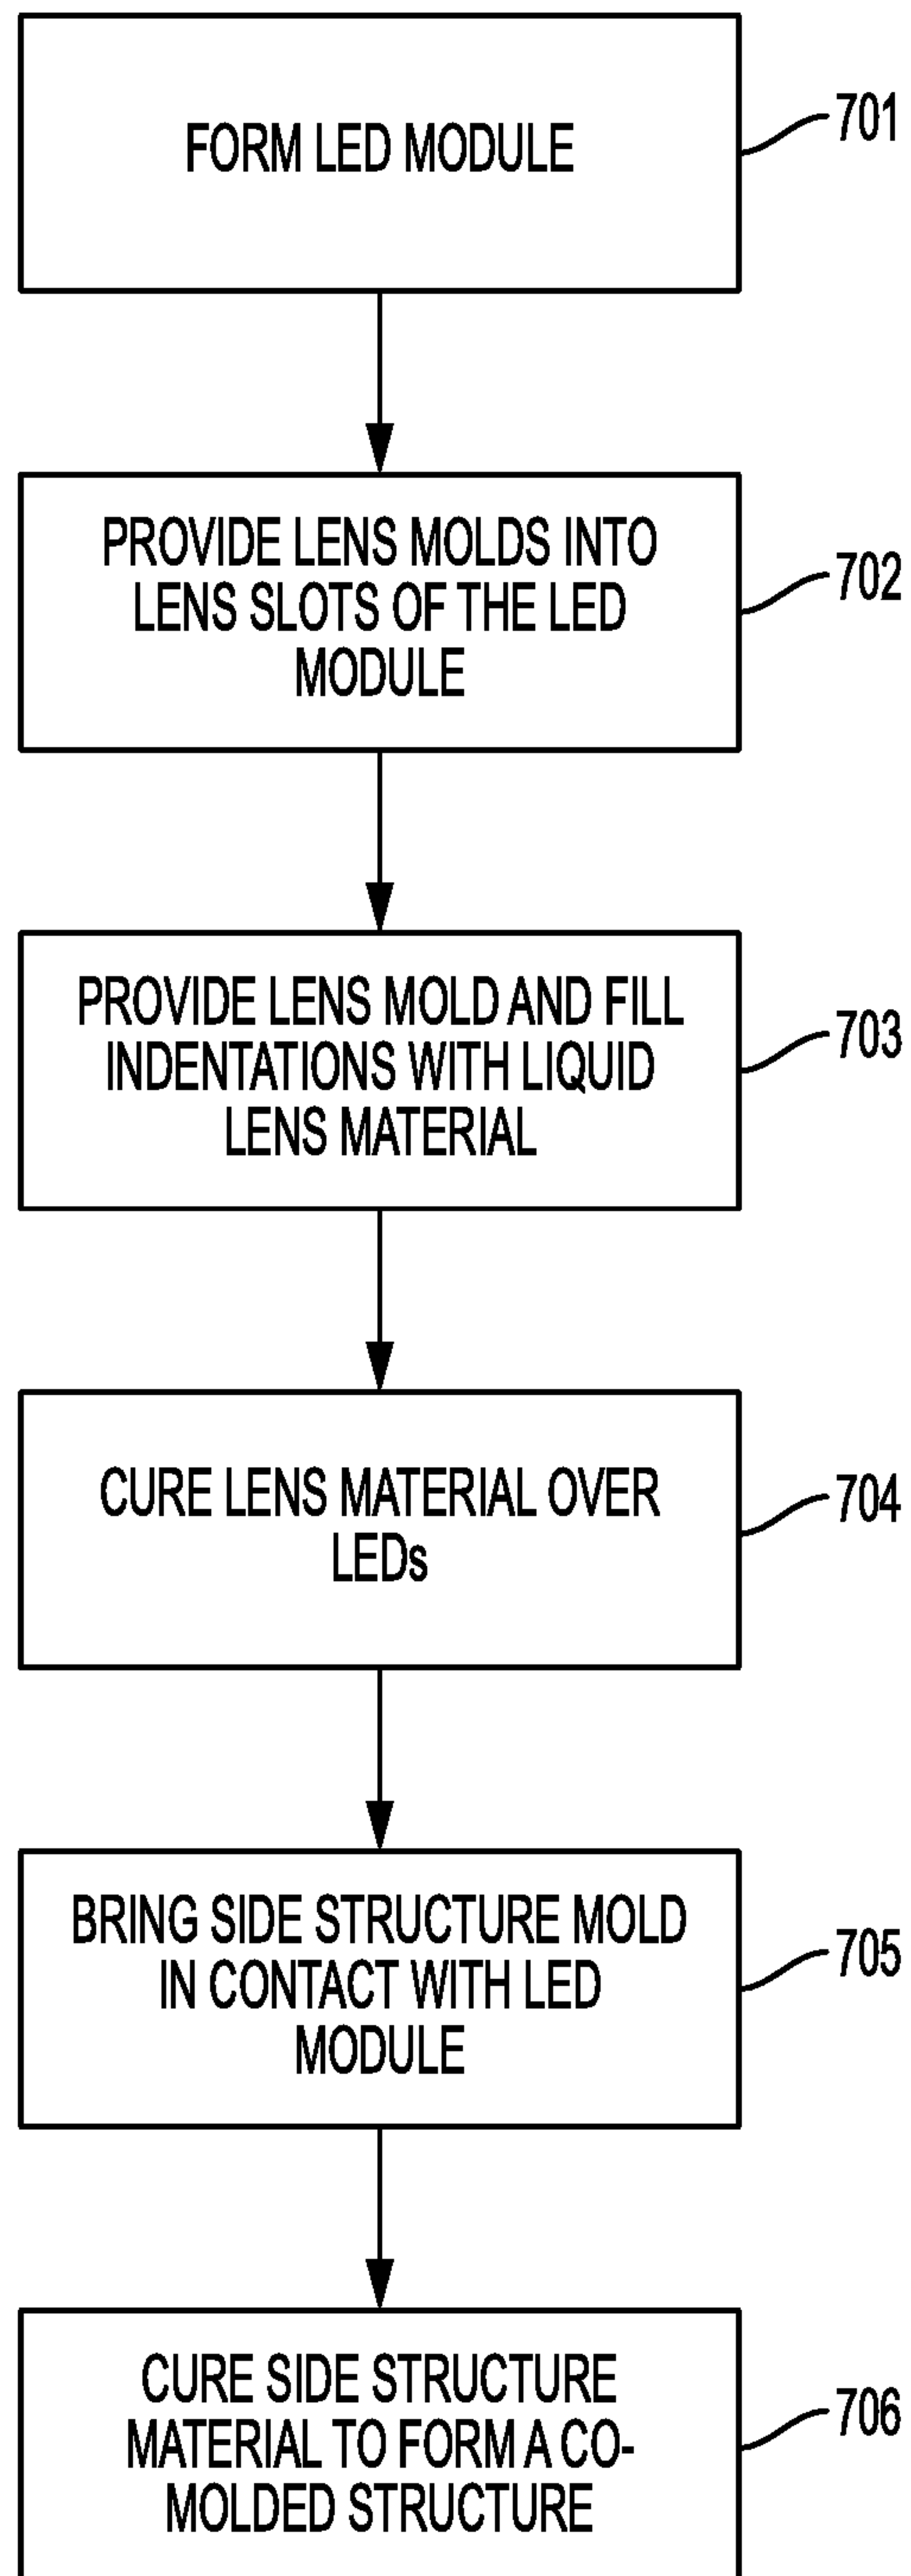 FORM LED MODULE
701
PROVIDE LENS MOLDS INTO
LENS SLOTS OF THE LED
MODULE
702
PROVIDE LENS MOLD AND FILL
INDENTATIONS WITH LIQUID
LENS MATERIAL
703
CURE LENS MATERIAL OVER
LEDs
704
BRING SIDE STRUCTURE MOLD
IN CONTACT WITH LED
MODULE
705
CURE SIDE STRUCTURE
MATERIAL TO FORM A CO-
MOLDED STRUCTURE
706